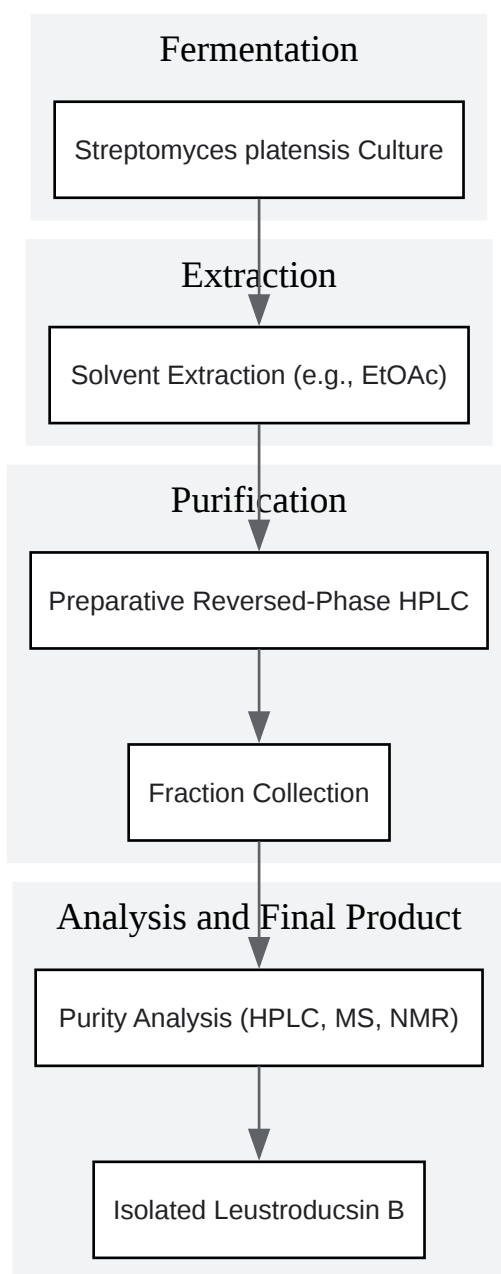 Fermentation
Streptomyces platensis Culture
Extraction
Solvent Extraction (e.g., EtOAc)
Purification
Preparative Reversed-Phase HPLC
Fraction Collection
Analysis and Final Product
Purity Analysis (HPLC, MS, NMR)
Isolated Leustroducsin B